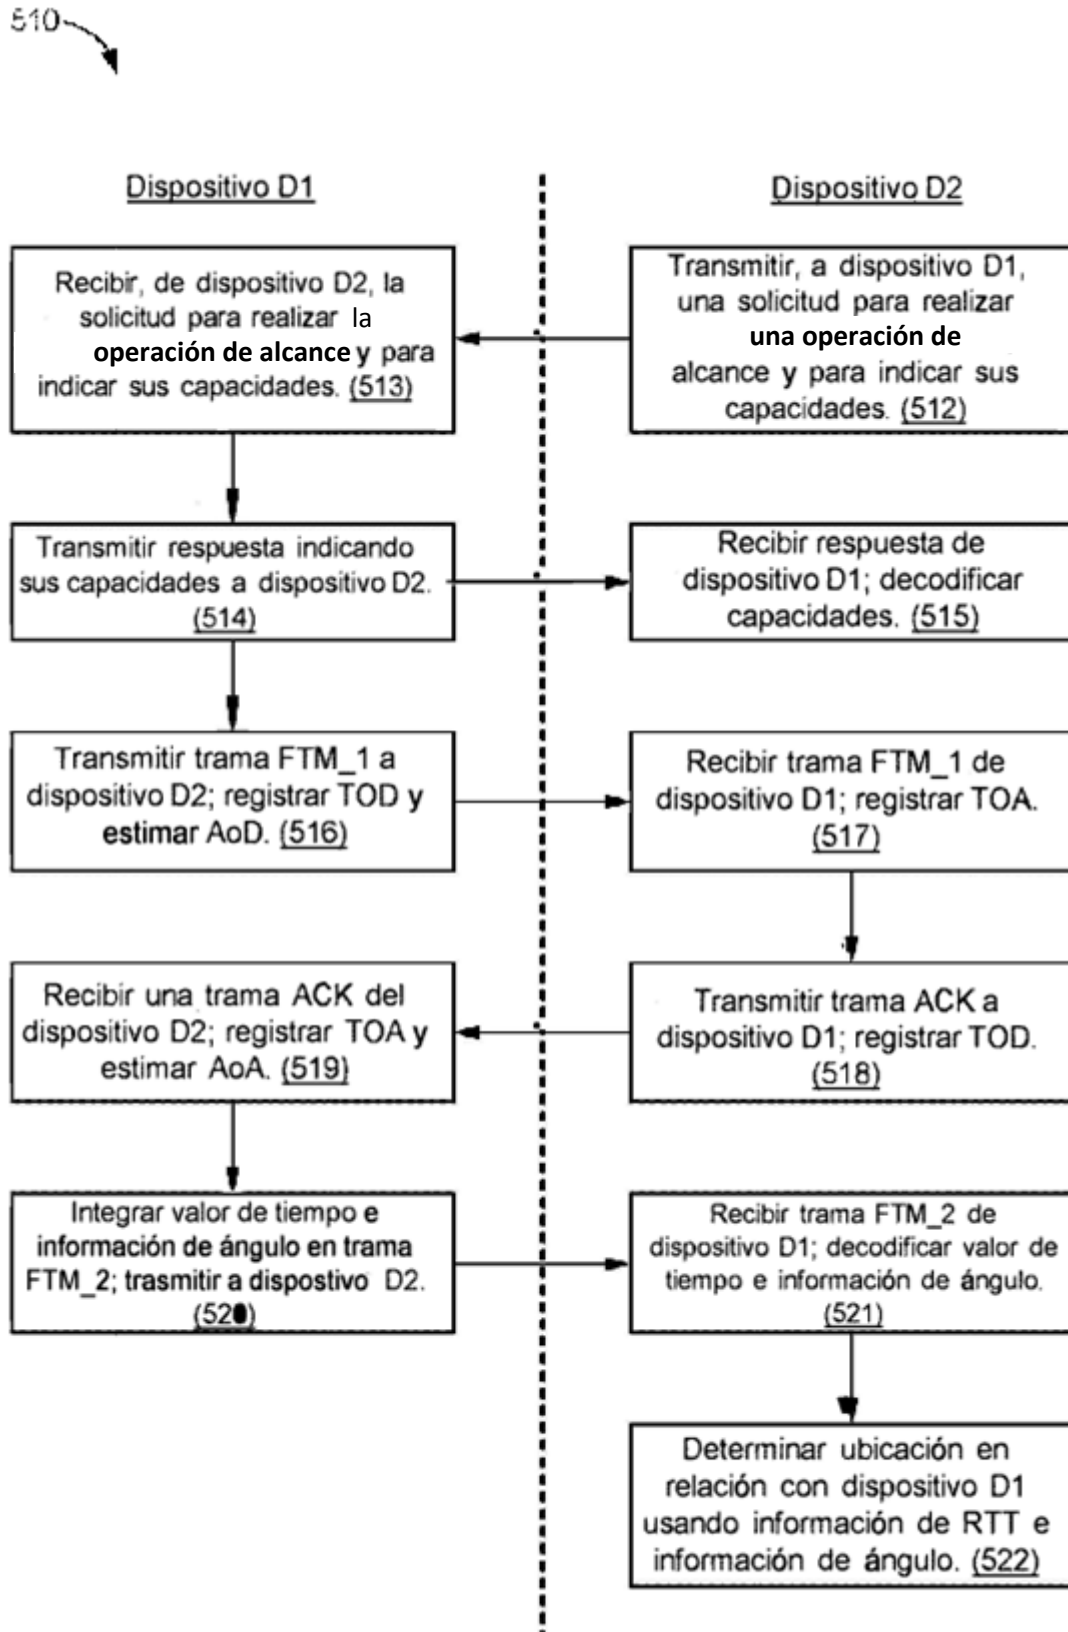 510
Dispositivo D1
Dispositivo D2
Recibir, de dispositivo D2, la
solicitud para realizar la
operación de alcance y para
indicar sus capacidades. (513)
Transmitir, a dispositivo D1,
una solicitud para realizar
una operación de
alcance y para indicar sus
capacidades. (512)
Transmitir respuesta indicando
sus capacidades a dispositivo D2.
(514)
Recibir respuesta de
dispositivo D1; decodificar
capacidades. (515)
Transmitir trama FTM_1 a
dispositivo D2; registrar TOD y
estimar AoD. (516)
Recibir trama FTM_1 de
dispositivo D1; registrar TOA.
(517)
Recibir una trama ACK del
dispositivo D2; registrar TOA y
estimar AoA. (519)
Transmitir trama ACK a
dispositivo D1; registrar TOD.
(518)
Integrar valor de tiempo e
información de ángulo en trama
FTM_2; trasmitir a dispostivo D2.
(520)
Recibir trama FTM_2 de
dispositivo D1; decodificar valor de
tiempo e información de ángulo.
(521)
Determinar ubicación en
relación con dispositivo D1
usando información de RTT e
información de ángulo. (522)